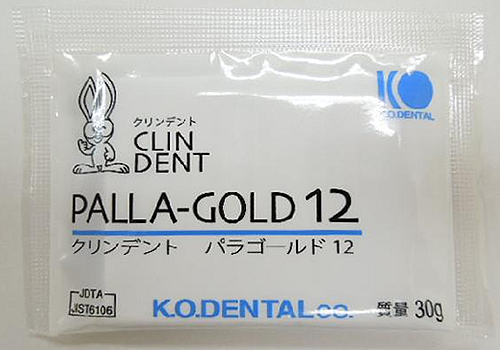 KO
K.O.DENTAL
クリンデント
CLIN
DENT
PALLA-GOLD 12
クリンデント パラゴールド 12
JDTA
JIST6106
K.O.DENTAL CO.
質量 30g